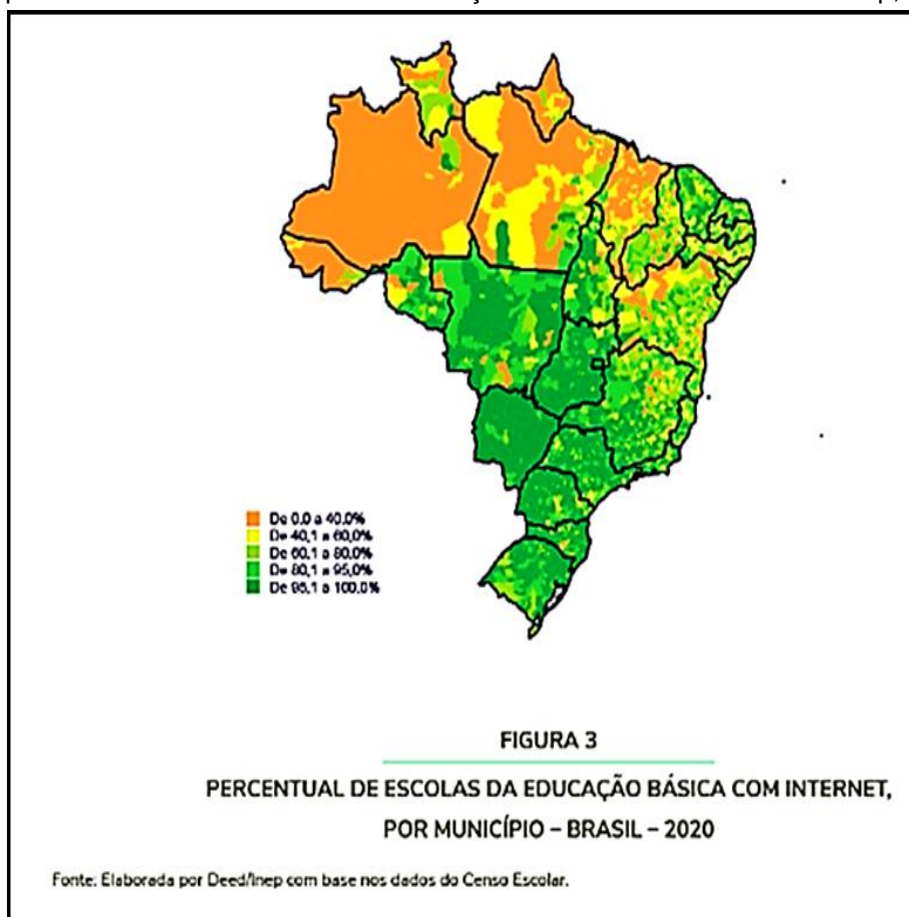 De 0,0 a 40,0%
De 40,1 a 60,0%
De 60,1 a 80,0%
De 80,1 a 95,0%
De 95,1 a 100,0%
FIGURA 3
PERCENTUAL DE ESCOLAS DA EDUCAÇÃO BÁSICA COM INTERNET,
POR MUNICÍPIO – BRASIL – 2020
Fonte: Elaborada por Deed/Inep com base nos dados do Censo Escolar.